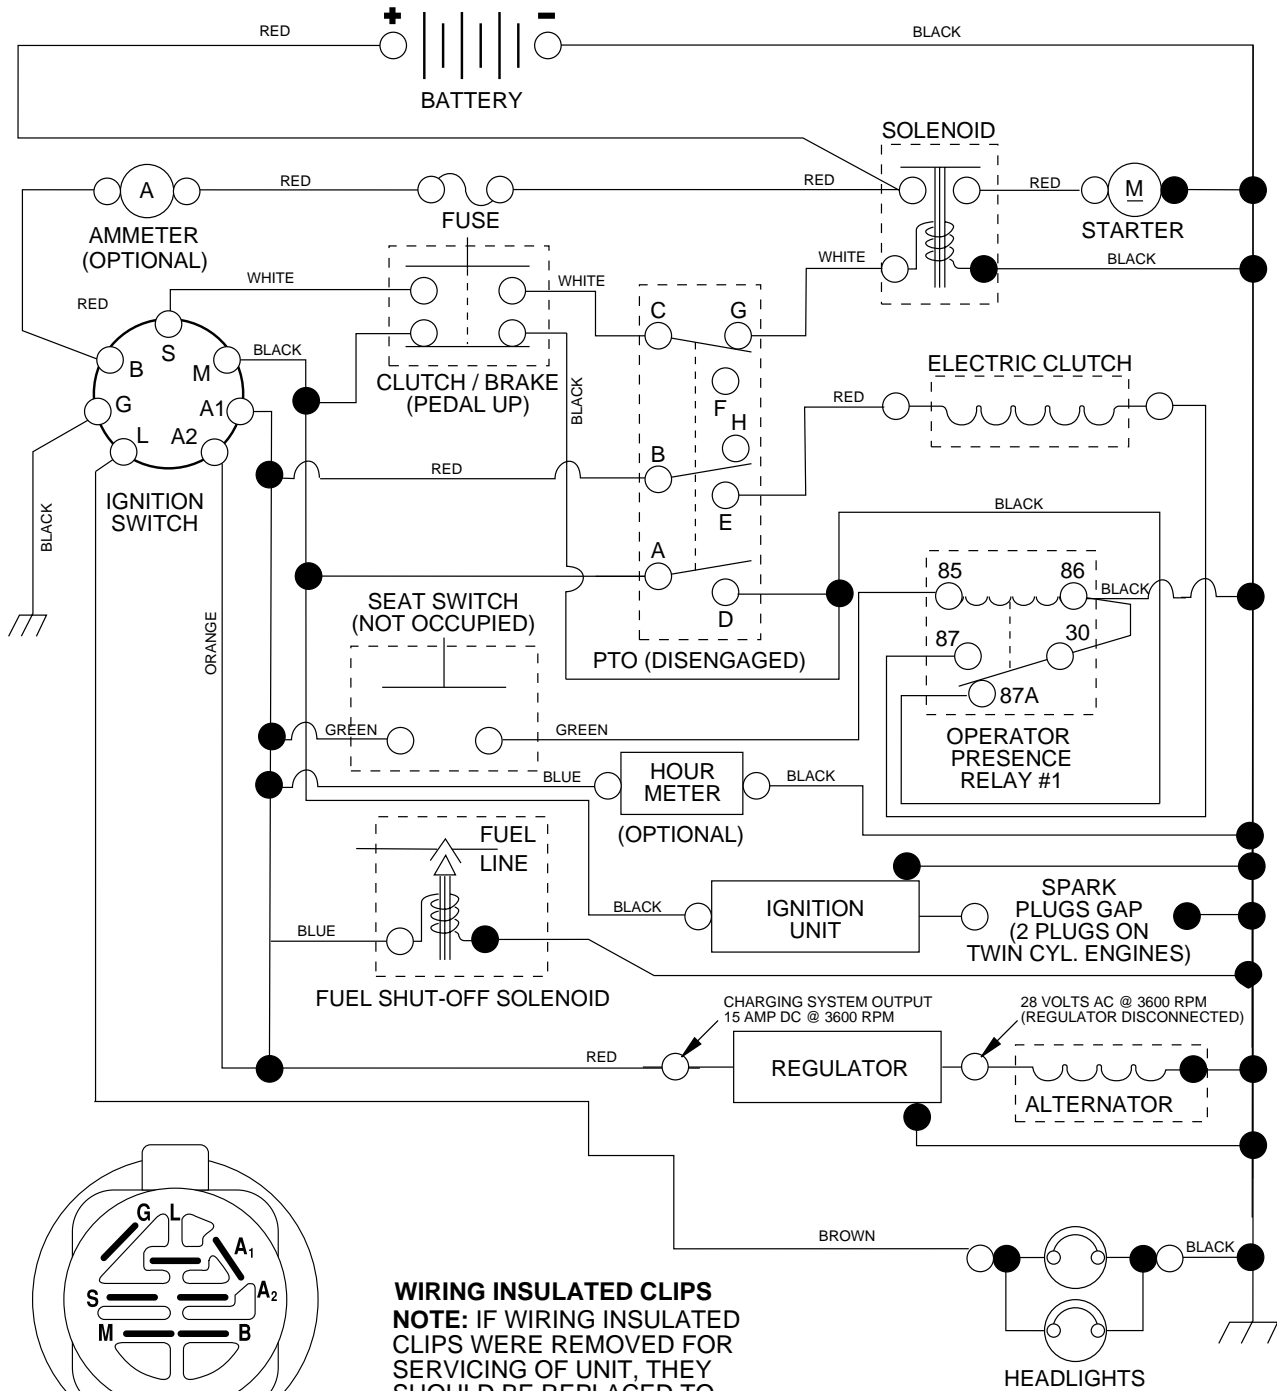 RED
+
-
BLACK
BATTERY
SOLENOID
A
RED
RED
RED
M
FUSE
STARTER
AMMETER
(OPTIONAL)
WHITE
WHITE
WHITE
BLACK
RED
S
B
M
G
A1
L
A2
BLACK
CLUTCH / BRAKE
(PEDAL UP)
BLACK
C
G
F
H
B
E
A
D
ELECTRIC CLUTCH
RED
RED
IGNITION
SWITCH
BLACK
ORANGE
BLACK
85
86
BLACK
87
30
87A
SEAT SWITCH
(NOT OCCUPIED)
PTO (DISENGAGED)
GREEN
GREEN
OPERATOR
PRESENCE
RELAY #1
BLUE
HOUR
METER
BLACK
(OPTIONAL)
FUEL
LINE
BLACK
IGNITION
UNIT
SPARK
PLUGS GAP
(2 PLUGS ON
TWIN CYL. ENGINES)
BLUE
FUEL SHUT-OFF SOLENOID
CHARGING SYSTEM OUTPUT
15 AMP DC @ 3600 RPM
28 VOLTS AC @ 3600 RPM
(REGULATOR DISCONNECTED)
RED
REGULATOR
ALTERNATOR
BROWN
BLACK
HEADLIGHTS
G
L
A₁
A₂
S
M
B
WIRING INSULATED CLIPS
NOTE: IF WIRING INSULATED
CLIPS WERE REMOVED FOR
SERVICING OF UNIT, THEY
SHOULD BE REPLACED TO